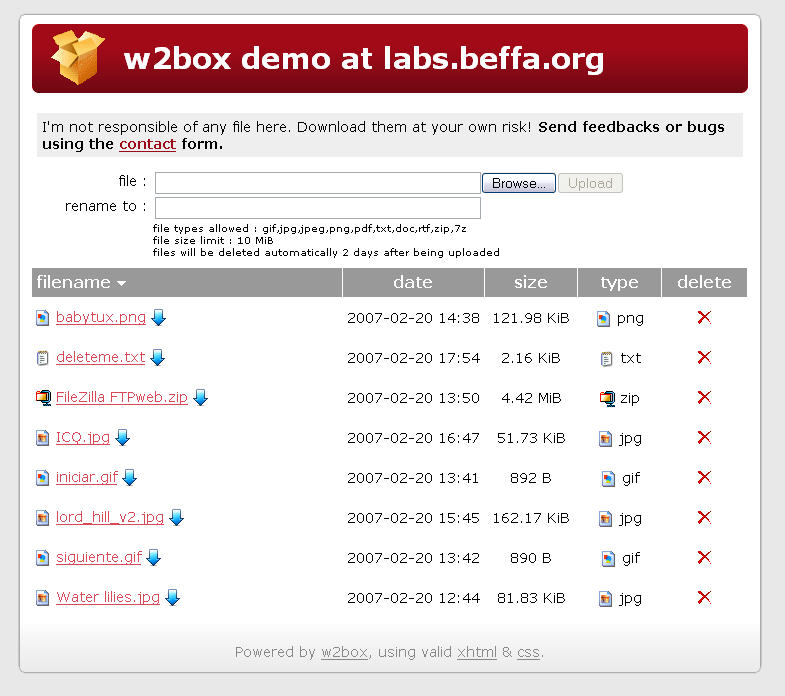 w2box demo at labs.beffa.org
I'm not responsible of any file here. Download them at your own risk! Send feedbacks or bugs
using the contact form.
file : Browse... Upload
rename to :
file types allowed : gif,jpg,jpeg,png,pdf,txt,doc,rtf,zip,7z
file size limit : 10 MiB
files will be deleted automatically 2 days after being uploaded
filename date size type delete
babytux.png 2007-02-20 14:38 121.98 KiB png
deleteme.txt 2007-02-20 17:54 2.16 KiB txt
FileZilla FTPweb.zip 2007-02-20 13:50 4.42 MiB zip
ICQ.jpg 2007-02-20 16:47 51.73 KiB jpg
iniciar.gif 2007-02-20 13:41 892 B gif
lord_hill_v2.jpg 2007-02-20 15:45 162.17 KiB jpg
siguiente.gif 2007-02-20 13:42 890 B gif
Water lilies.jpg 2007-02-20 12:44 81.83 KiB jpg
Powered by w2box, using valid xhtml & css.